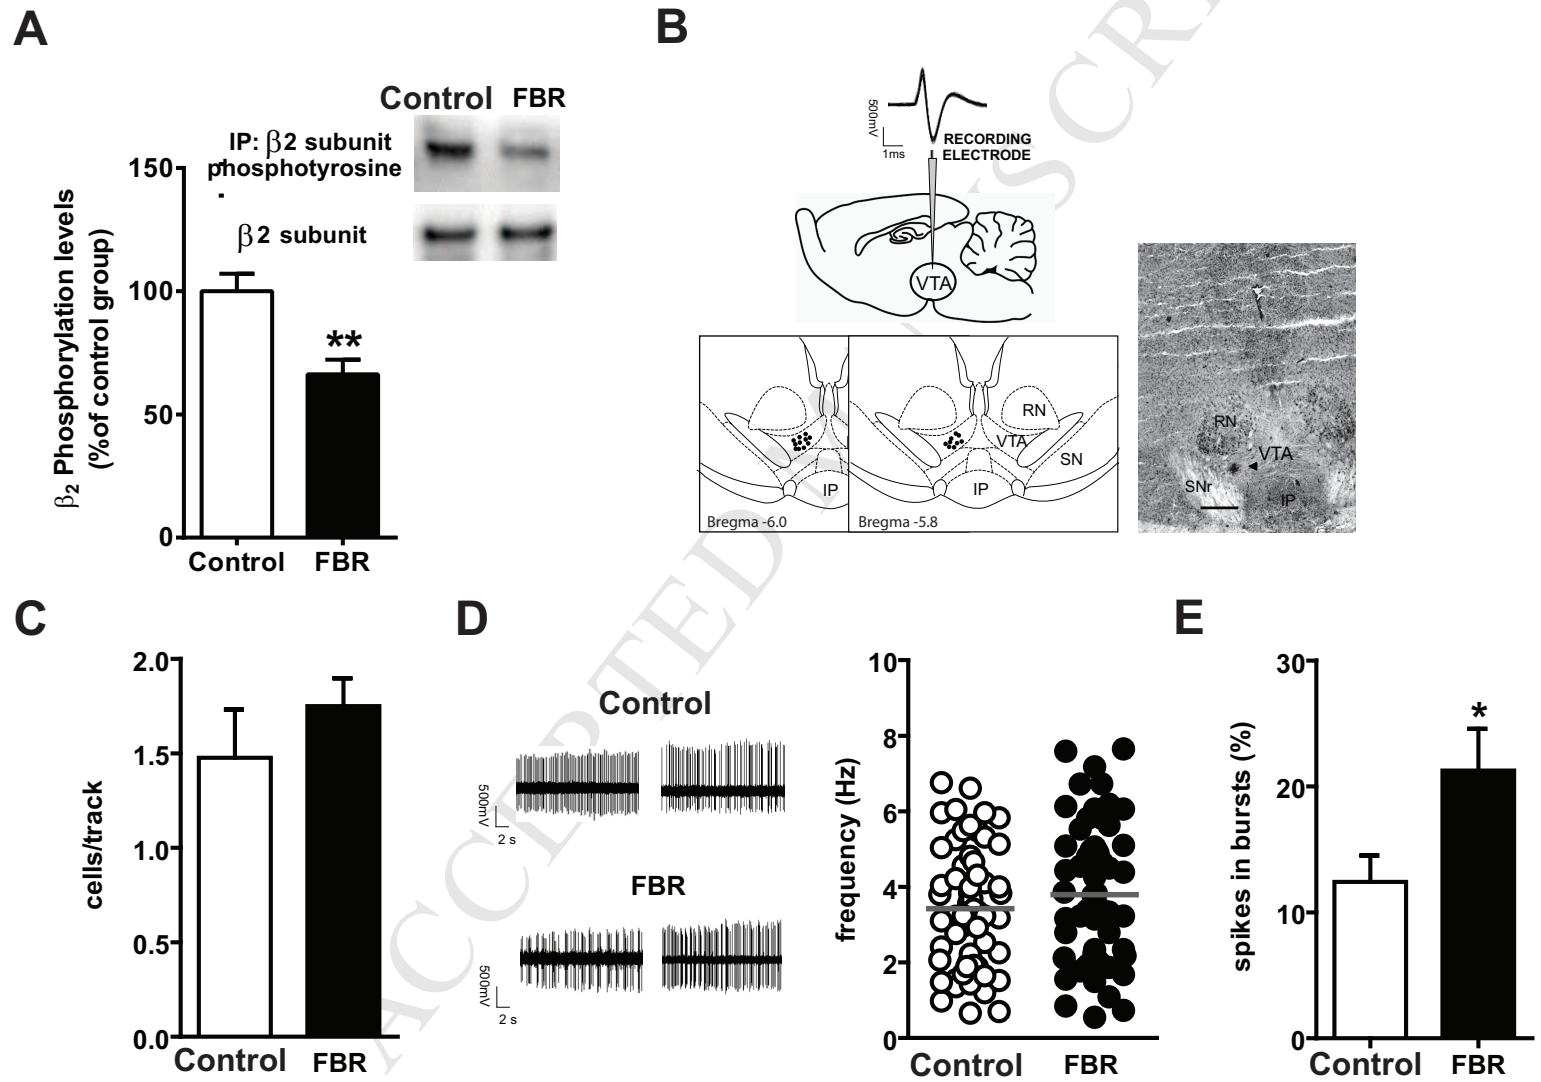 A
Control FBR
IP: β2 subunit
phosphotyrosine
β2 subunit
β2 Phosphorylation levels
(%of control group)
150
100
50
0
**
Control FBR
B
500mV
1ms
RECORDING
ELECTRODE
VTA
RN
VTA
SN
IP
IP
Bregma -6.0
Bregma -5.8
RN
VTA
SNr
IP
C
cells/track
2.0
1.5
1.0
0.5
0.0
Control FBR
D
Control
500mV
2 s
FBR
500mV
2 s
frequency (Hz)
10
8
6
4
2
0
Control FBR
E
spikes in bursts (%)
30
20
10
0
*
Control FBR
ACCEPTED